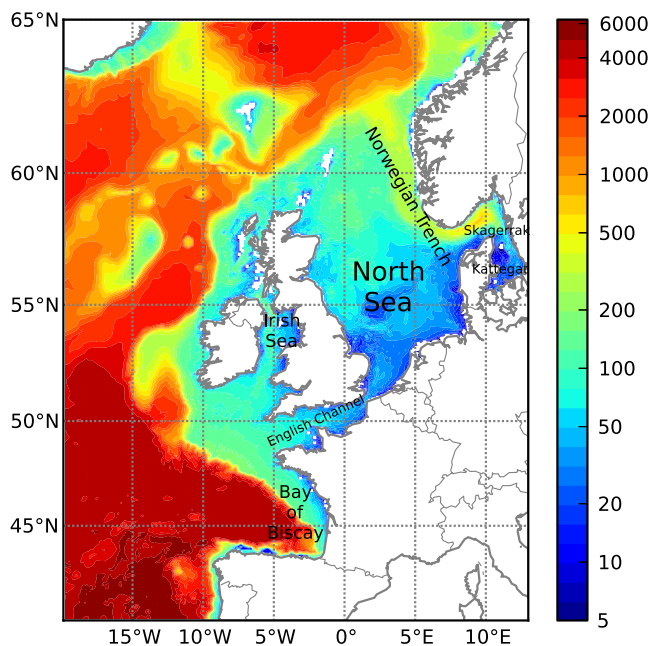 65°N
60°N
55°N
50°N
45°N
15°W
10°W
5°W
0°
5°E
10°E
Norwegian Trench
Skagerrak
Kattegat
North
Sea
Irish
Sea
English Channel
Bay
of
Biscay
6000
4000
2000
1000
500
200
100
50
20
10
5